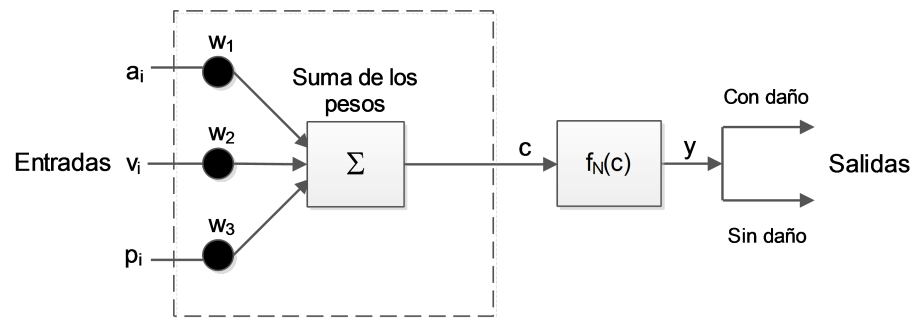 w₁
aᵢ
Suma de los
pesos
Con daño
w₂
Entradas
vᵢ
Σ
c
fN(c)
y
Salidas
w₃
pᵢ
Sin daño